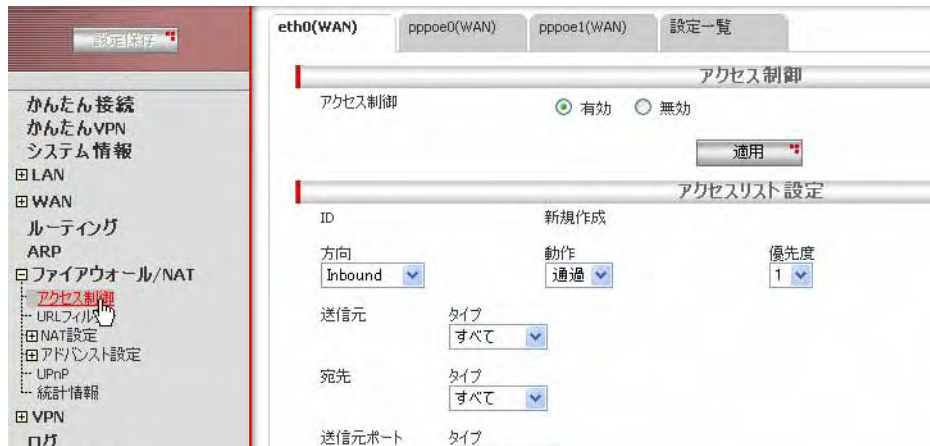 設定保存
かんたん接続
かんたんVPN
システム情報
LAN
WAN
ルーティング
ARP
ファイアウォール/NAT
アクセス制御
URLフィル
NAT設定
アドバンスト設定
UPnP
統計情報
VPN
ログ
eth0(WAN)
pppoe0(WAN)
pppoe1(WAN)
設定一覧
アクセス制御
アクセス制御
有効
無効
適用
アクセスリスト設定
ID
新規作成
方向
動作
優先度
Inbound
通過
1
送信元
タイプ
すべて
宛先
タイプ
すべて
送信元ポート
タイプ